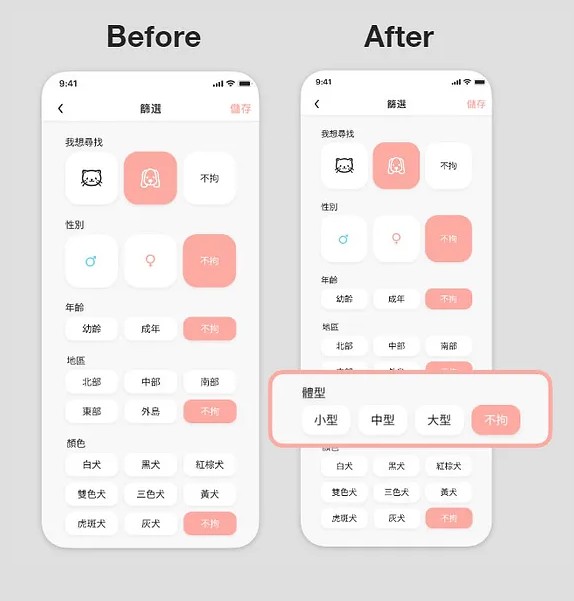 Before
After
9:41
篩選
儲存
我想尋找
不拘
性別
不拘
年齡
幼齡
成年
不拘
地區
北部
中部
南部
東部
外島
不拘
顏色
白犬
黑犬
紅棕犬
雙色犬
三色犬
黃犬
虎斑犬
灰犬
不拘
9:41
篩選
儲存
我想尋找
不拘
性別
不拘
年齡
幼齡
成年
不拘
地區
北部
中部
南部
體型
小型
中型
大型
不拘
白犬
黑犬
紅棕犬
雙色犬
三色犬
黃犬
虎斑犬
灰犬
不拘